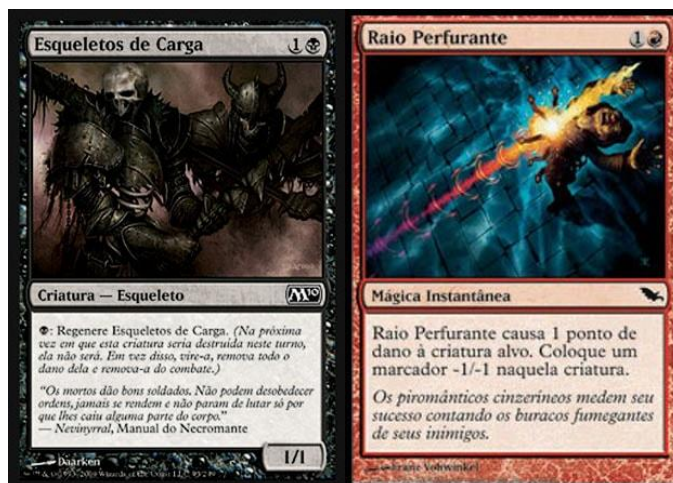 Esqueletos de Carga 1
Criatura — Esqueleto M10
: Regenere Esqueletos de Carga. (Na próxima
vez em que esta criatura seria destruída neste turno,
ela não será. Em vez disso, vire-a, remova todo o
dano dela e remova-a do combate.)
“Os mortos dão bons soldados. Não podem desobedecer
ordens, jamais se rendem e não param de lutar só por
que lhes caiu alguma parte do corpo.”
— Nevinyrral, Manual do Necromante
1/1
Daarken
Raio Perfurante 1
Mágica Instantânea
Raio Perfurante causa 1 ponto de
dano à criatura alvo. Coloque um
marcador -1/-1 naquela criatura.
Os piromânticos cinzeríneos medem seu
sucesso contando os buracos fumegantes
de seus inimigos.